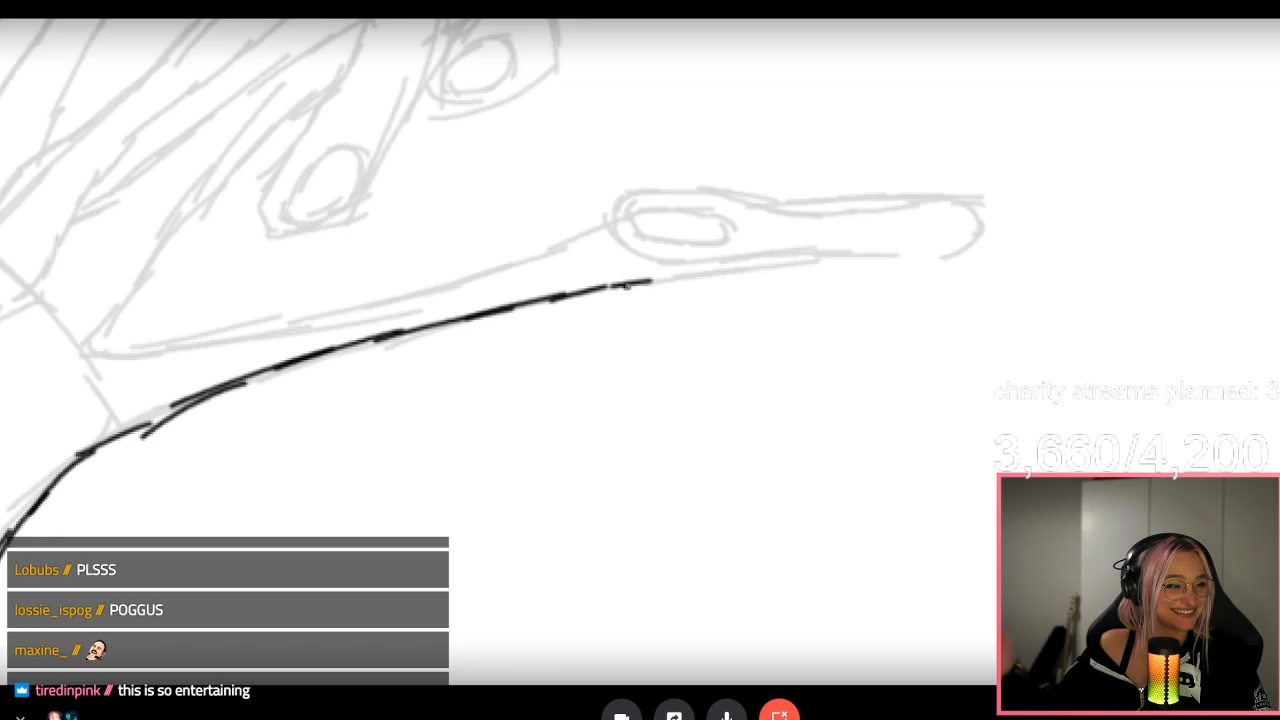 charity streams planned: 3
3,660/4,200
Lobubs // PLSSS
lossie_ispog // POGGUS
maxine_ //
tiredinpink // this is so entertaining